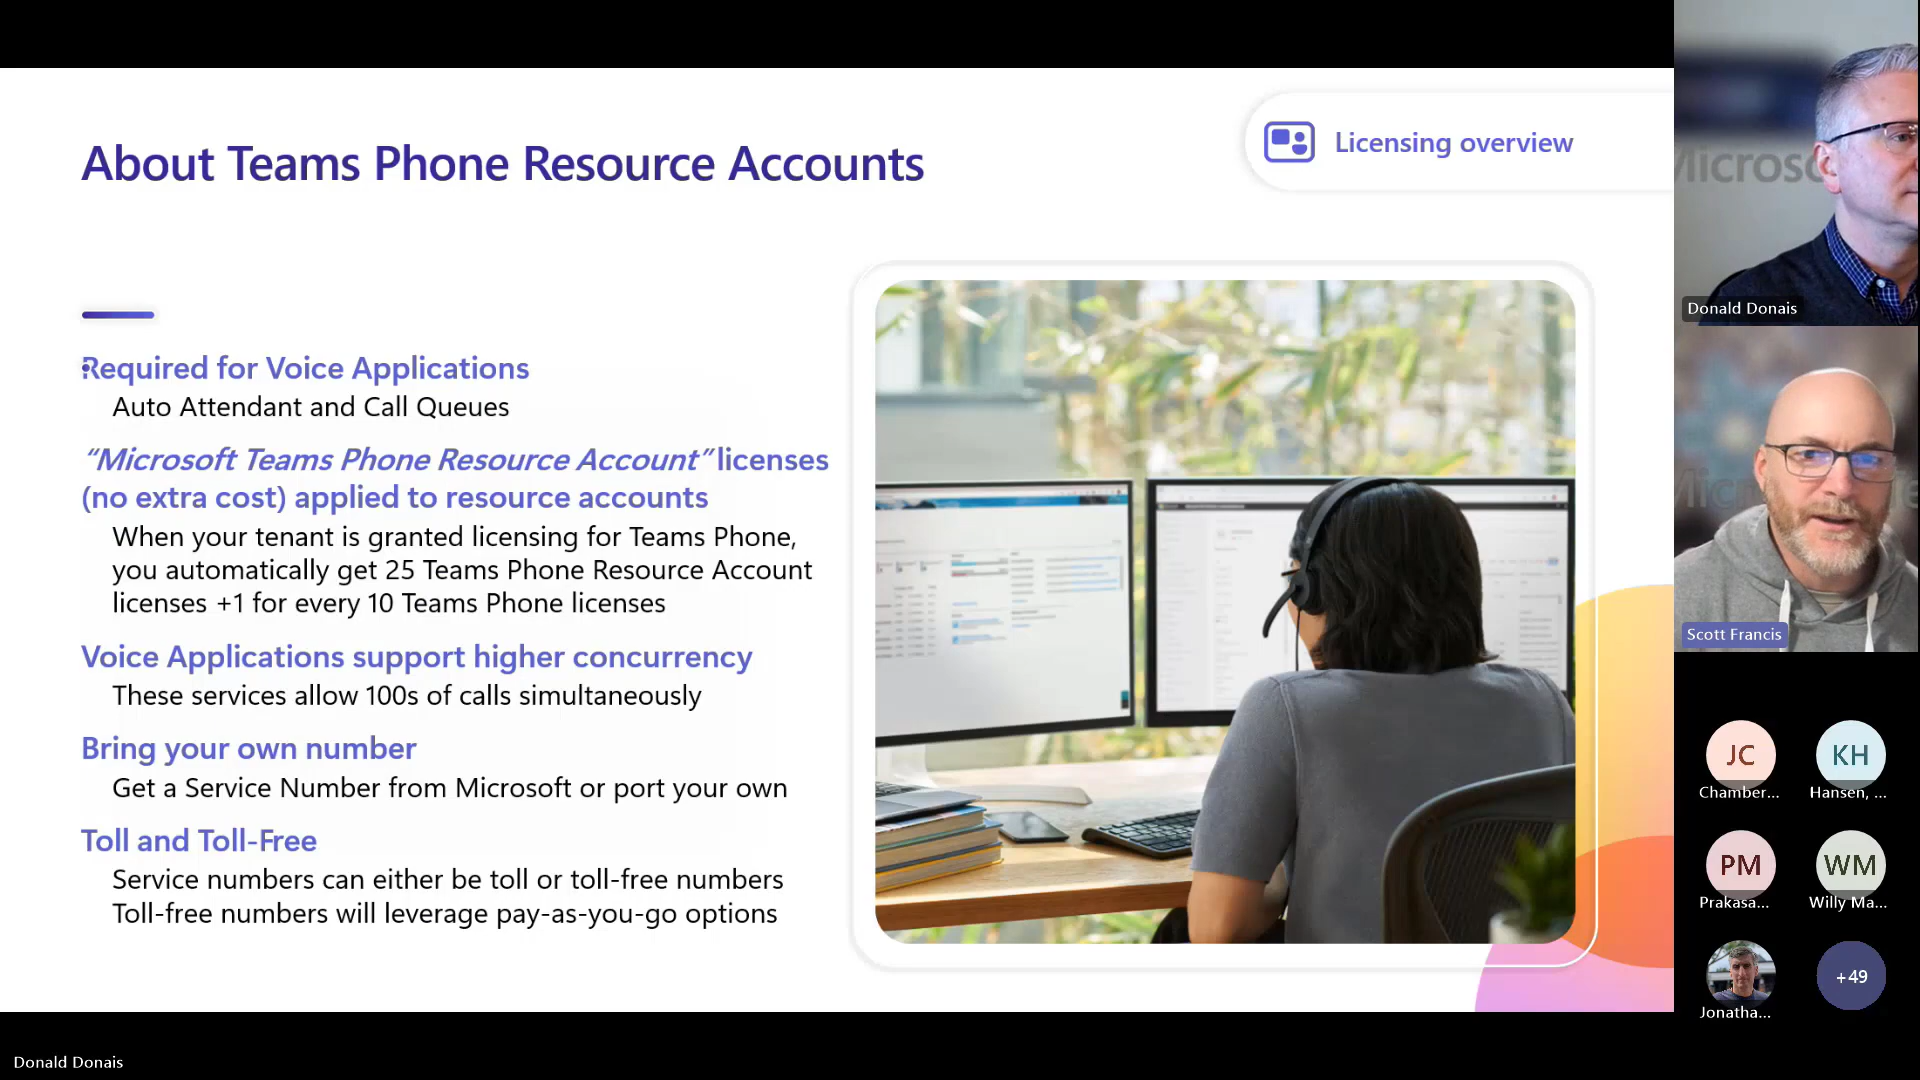 About Teams Phone Resource Accounts
Licensing overview
Required for Voice Applications
Auto Attendant and Call Queues
“Microsoft Teams Phone Resource Account” licenses
(no extra cost) applied to resource accounts
When your tenant is granted licensing for Teams Phone,
you automatically get 25 Teams Phone Resource Account
licenses +1 for every 10 Teams Phone licenses
Voice Applications support higher concurrency
These services allow 100s of calls simultaneously
Bring your own number
Get a Service Number from Microsoft or port your own
Toll and Toll-Free
Service numbers can either be toll or toll-free numbers
Toll-free numbers will leverage pay-as-you-go options
Donald Donais
Scott Francis
JC
KH
Chamber...
Hansen, ...
PM
WM
Prakasa...
Willy Ma...
+49
Jonatha...
Donald Donais